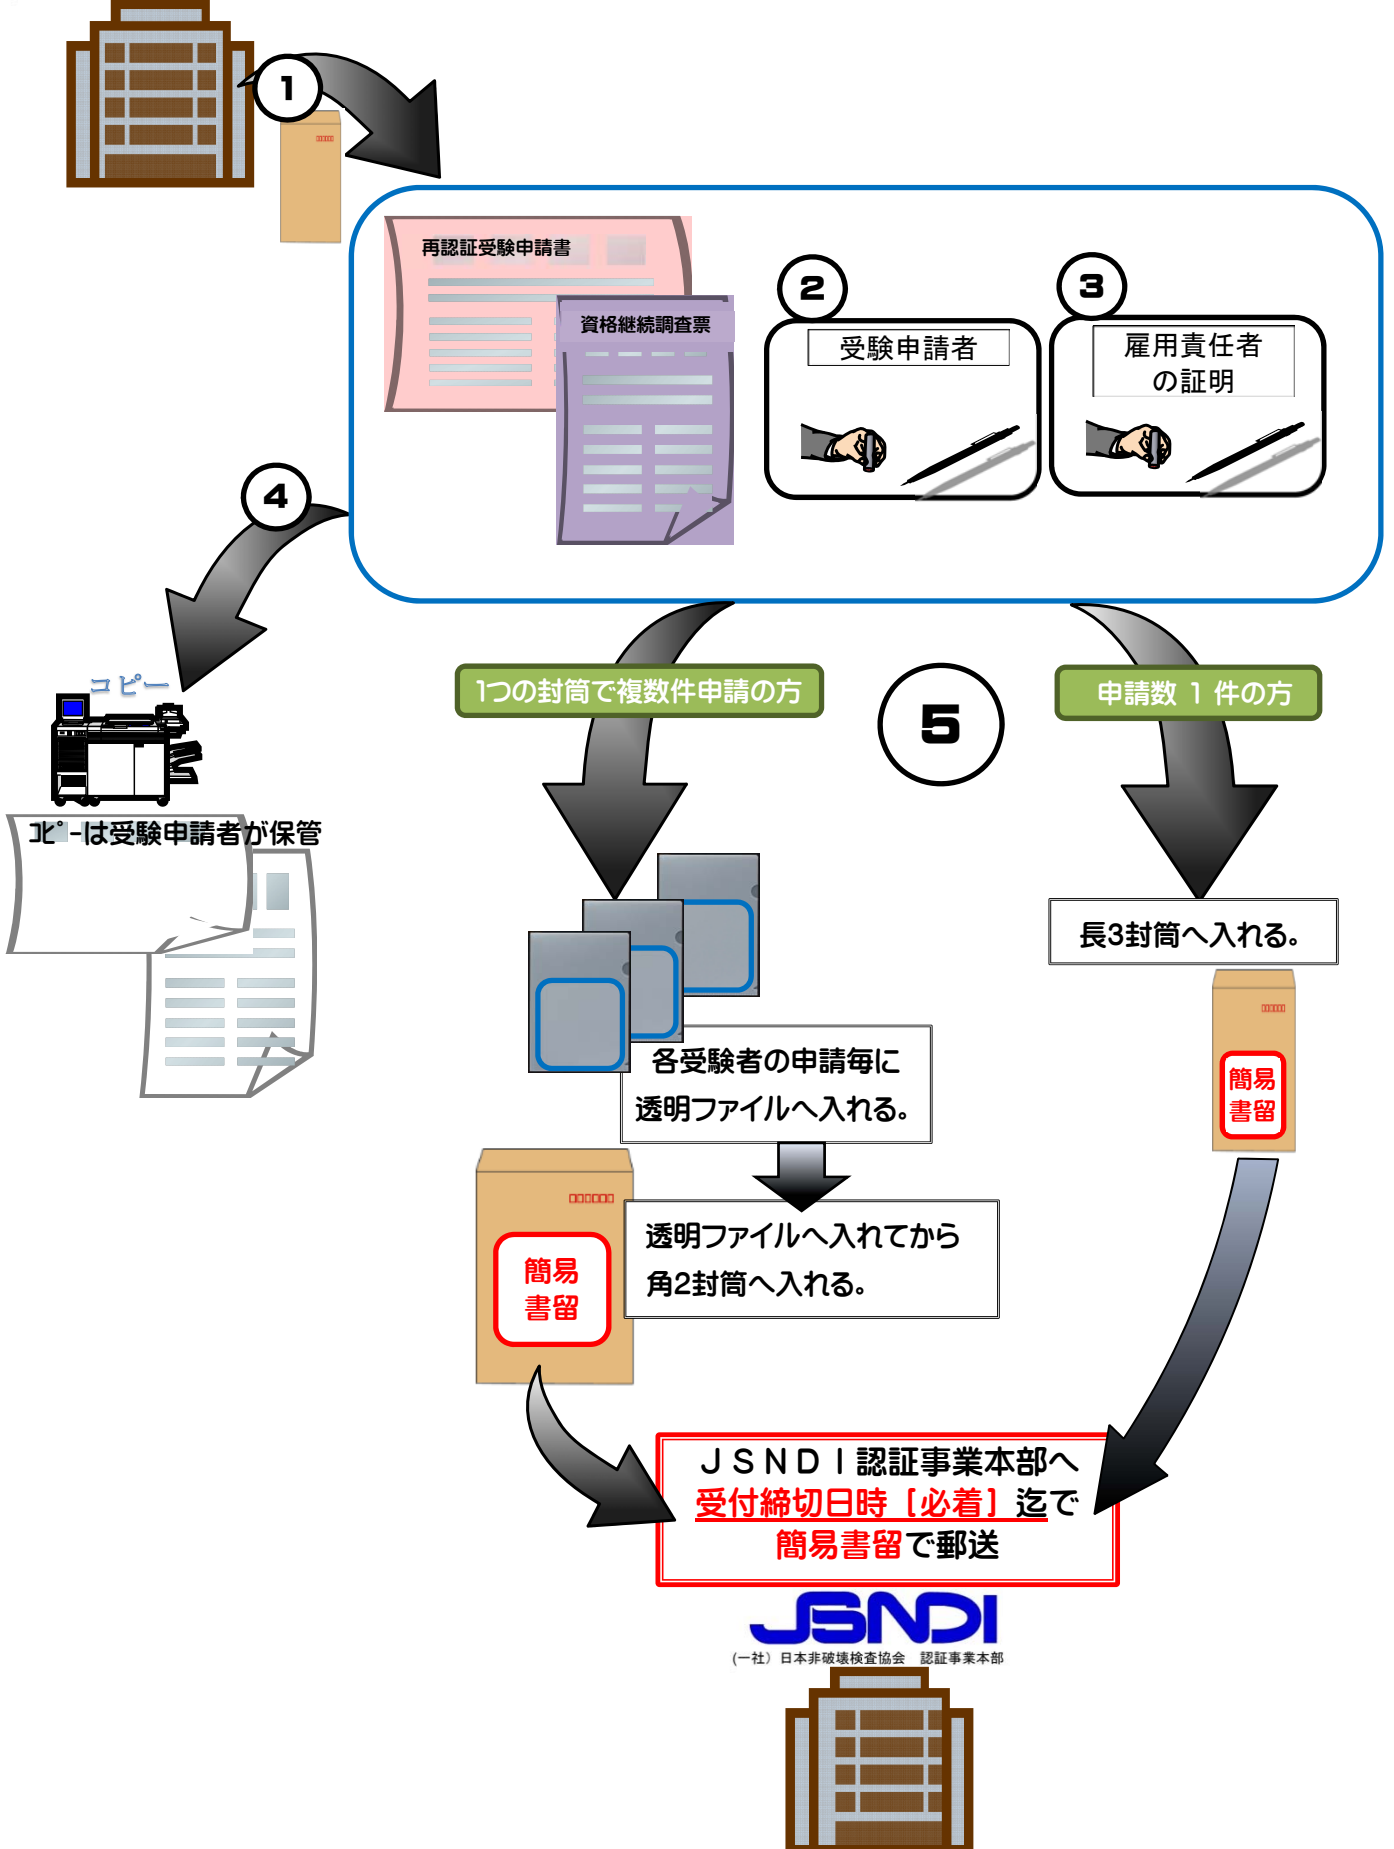 1
再認証受験申請書
資格継続調査票
2
受験申請者
3
雇用責任者
の証明
4
コピー
ｺﾋﾟｰは受験申請者が保管
1つの封筒で複数件申請の方
5
申請数 1 件の方
長3封筒へ入れる。
各受験者の申請毎に
透明ファイルへ入れる。
簡易
書留
透明ファイルへ入れてから
角2封筒へ入れる。
簡易
書留
ＪＳＮＤＩ認証事業本部へ
受付締切日時［必着］迄で
簡易書留で郵送
JSNDI
(一社）日本非破壊検査協会　認証事業本部